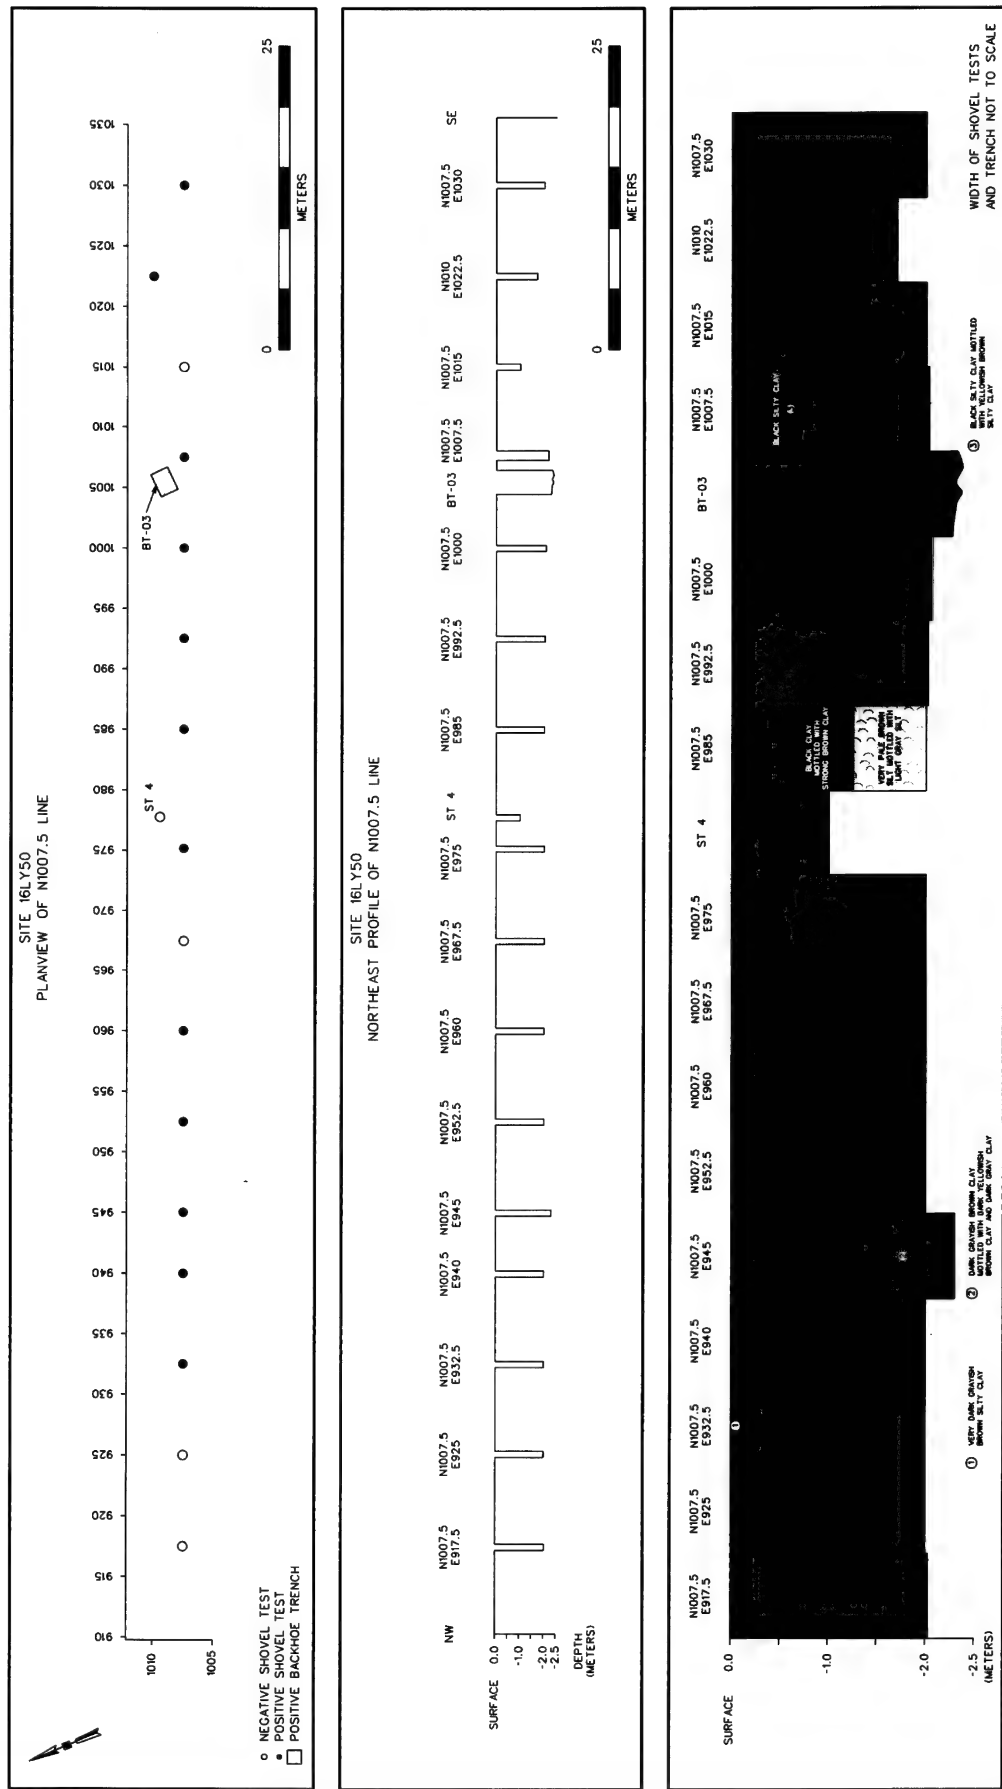 SITE 16LY50
PLANVIEW OF N1007.5 LINE
910
915
920
925
930
935
940
945
950
955
960
965
970
975
980
985
990
995
1000
1005
1010
1015
1020
1025
1030
1035
1010
1005
ST 4
BT-03
NEGATIVE SHOVEL TEST
POSITIVE SHOVEL TEST
POSITIVE BACKHOE TRENCH
0 25
METERS
SITE 16LY50
NORTHEAST PROFILE OF N1007.5 LINE
NW
N1007.5
E917.5
N1007.5
E925
N1007.5
E932.5
N1007.5
E940
N1007.5
E945
N1007.5
E952.5
N1007.5
E960
N1007.5
E967.5
N1007.5
E975
ST 4
N1007.5
E985
N1007.5
E992.5
N1007.5
E1000
BT-03
N1007.5
E1007.5
N1007.5
E1015
N1010
E1022.5
N1007.5
E1030
SE
SURFACE 0.0
-1.0
-2.0
-2.5
DEPTH
(METERS)
0 25
METERS
N1007.5
E917.5
N1007.5
E925
N1007.5
E932.5
N1007.5
E940
N1007.5
E945
N1007.5
E952.5
N1007.5
E960
N1007.5
E967.5
N1007.5
E975
ST 4
N1007.5
E985
N1007.5
E992.5
N1007.5
E1000
BT-03
N1007.5
E1007.5
N1007.5
E1015
N1010
E1022.5
N1007.5
E1030
SURFACE
0.0
-1.0
-2.0
-2.5
(METERS)
1
2
BLACK CLAY
MOTTLED WITH
STRONG BROWN CLAY
VERY PALE BROWN
SILT MOTTLED WITH
LIGHT GRAY SILT
BLACK SILTY CLAY
1 VERY DARK GRAYISH
BROWN SILTY CLAY
2 DARK GRAYISH BROWN CLAY
MOTTLED WITH DARK YELLOWISH
BROWN CLAY AND DARK GRAY CLAY
3 BLACK SILTY CLAY MOTTLED
WITH YELLOWISH BROWN
SILTY CLAY
WIDTH OF SHOVEL TESTS
AND TRENCH NOT TO SCALE